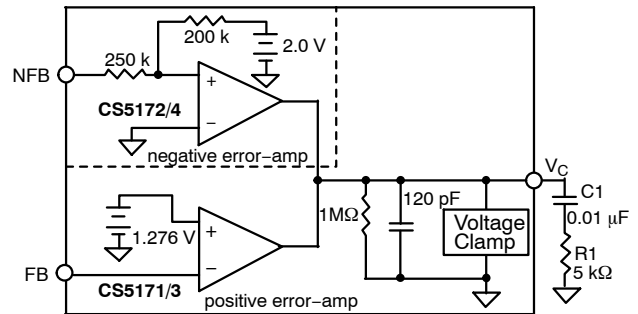 200 k
2.0 V
250 k
NFB
+
−
CS5172/4
negative error−amp
VC
C1
0.01 μF
R1
5 kΩ
120 pF
1MΩ
Voltage
Clamp
1.276 V
+
−
FB
CS5171/3
positive error−amp